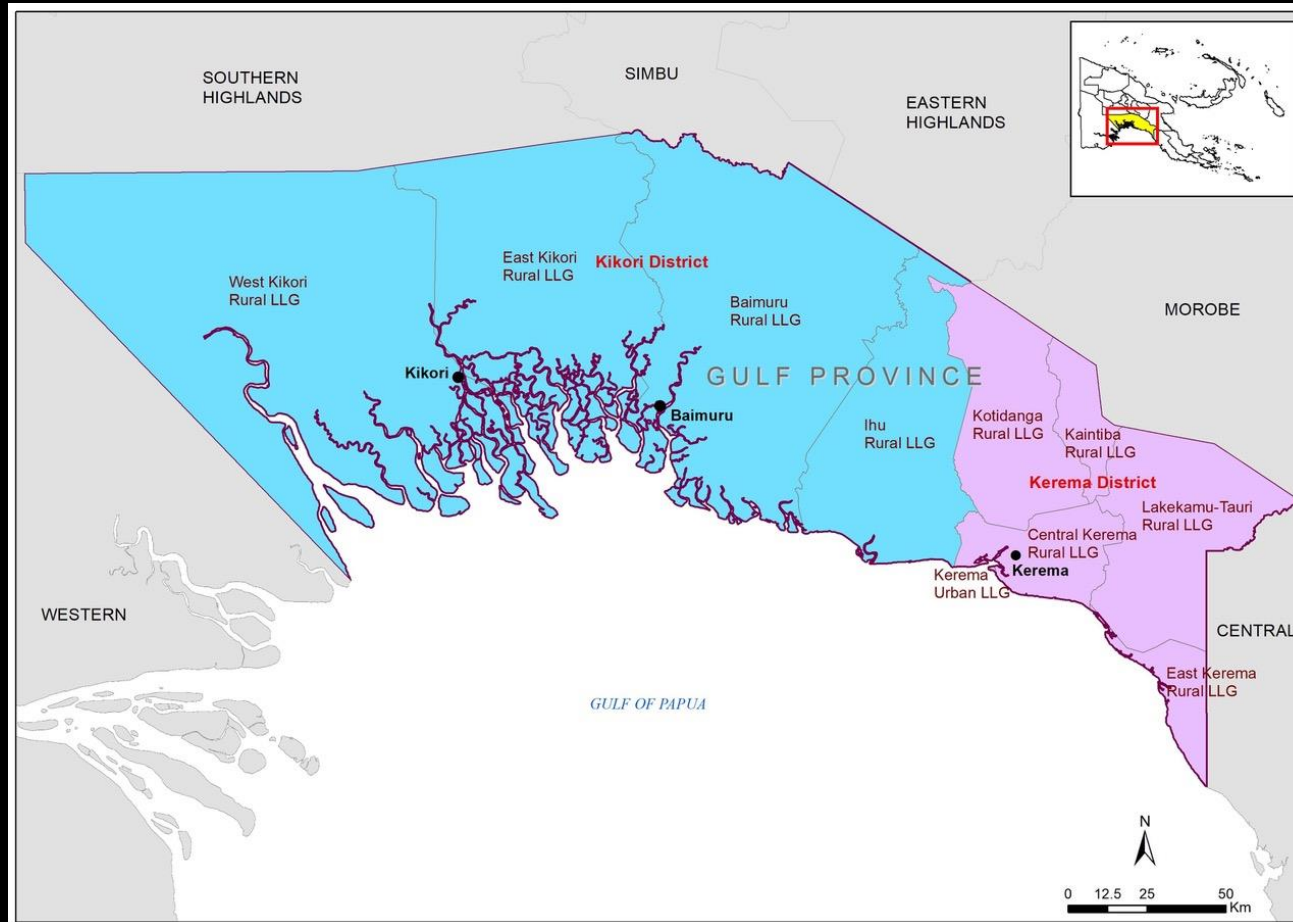 SOUTHERN
HIGHLANDS
SIMBU
EASTERN
HIGHLANDS
West Kikori
Rural LLG
East Kikori
Rural LLG
Kikori District
Baimuru
Rural LLG
MOROBE
Kikori
GULF PROVINCE
Baimuru
Ihu
Rural LLG
Kotidanga
Rural LLG
Kaintiba
Rural LLG
Kerema District
Lakekamu-Tauri
Rural LLG
Central Kerema
Rural LLG
Kerema
Kerema
Urban LLG
WESTERN
CENTRAL
East Kerema
Rural LLG
GULF OF PAPUA
N
0 12.5 25 50
Km